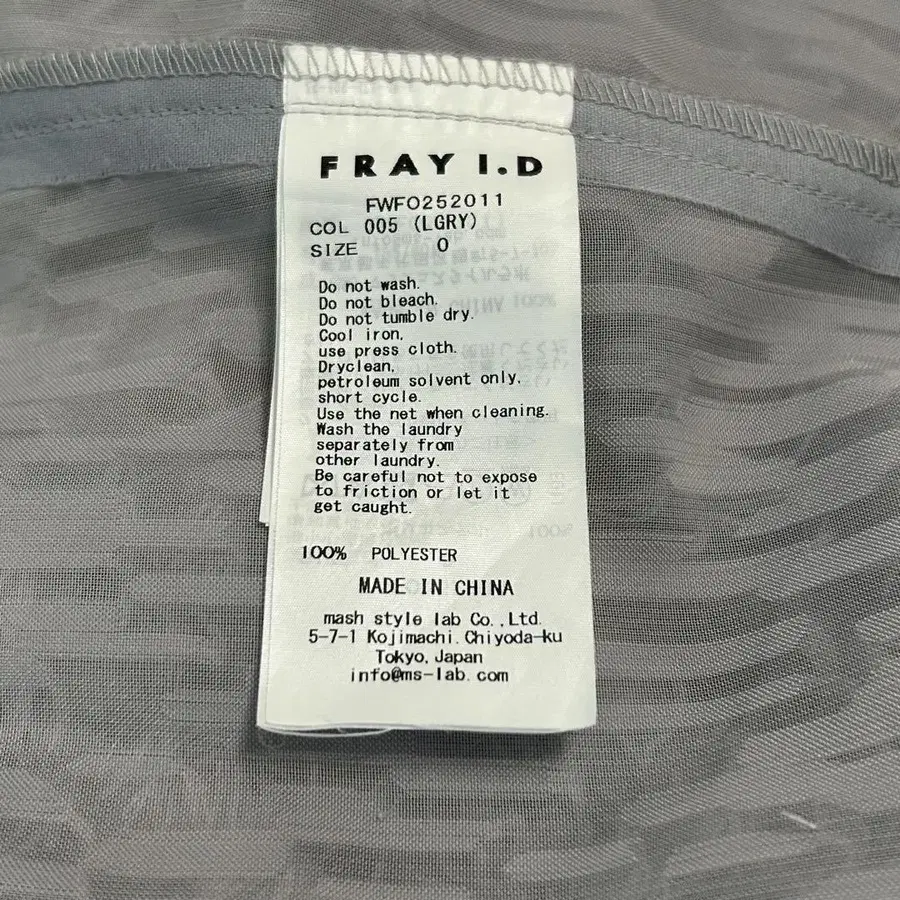 FRAY I.D
FWFO252011
COL 005 (LGRY)
SIZE 0
Do not wash.
Do not bleach.
Do not tumble dry.
Cool iron,
use press cloth.
Dryclean,
petroleum solvent only,
short cycle.
Use the net when cleaning.
Wash the laundry
separately from
other laundry.
Be careful not to expose
to friction or let it
get caught.
100% POLYESTER
MADE IN CHINA
mash style lab Co.,Ltd.
5-7-1 Kojimachi.Chiyoda-ku
Tokyo,Japan
info@ms-lab.com